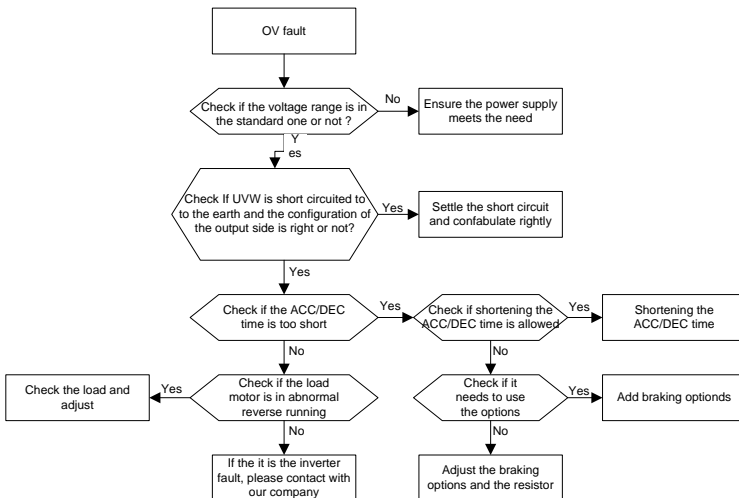 OV fault
Check if the voltage range is in
the standard one or not ?
No
Ensure the power supply
meets the need
Y
es
Check If UVW is short circuited to
to the earth and the configuration of
the output side is right or not?
Yes
Settle the short circuit
and confabulate rightly
Yes
Check if the ACC/DEC
time is too short
Yes
Check if shortening the
ACC/DEC time is allowed
Yes
Shortening the
ACC/DEC time
No
No
Check the load and
adjust
Yes
Check if the load
motor is in abnormal
reverse running
Check if it
needs to use
the options
Yes
Add braking optionds
No
No
If the it is the inverter
fault, please contact with
our company
Adjust the braking
options and the resistor